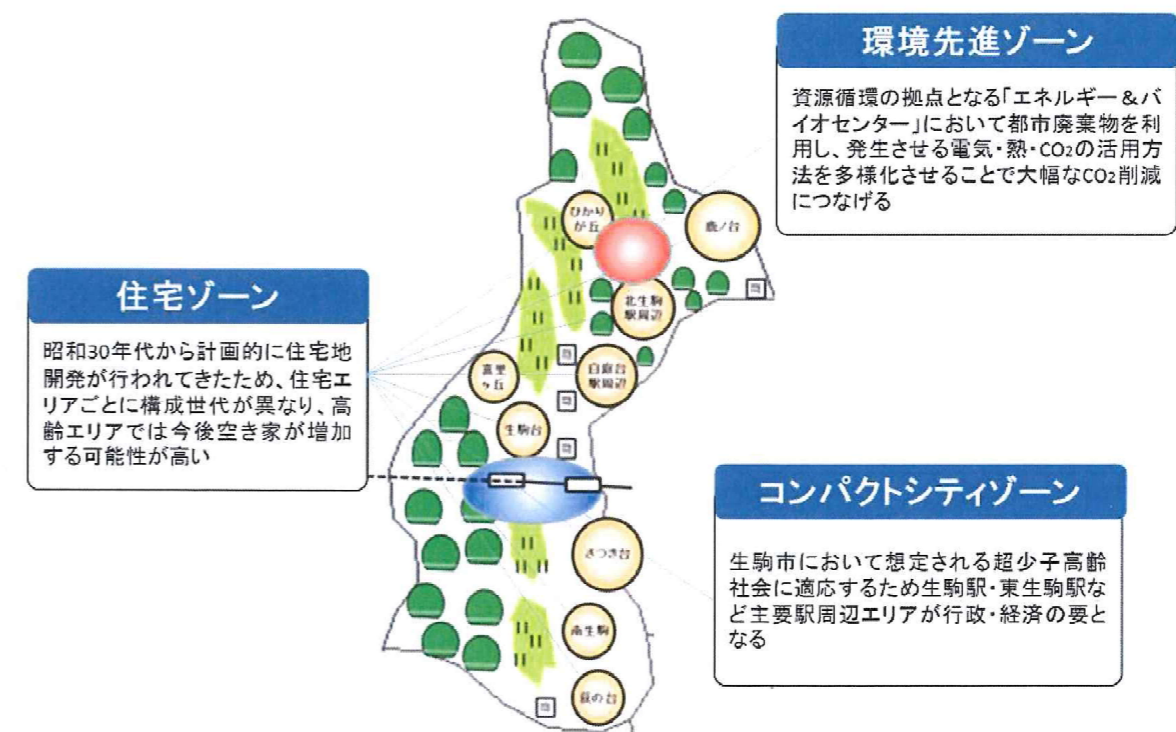 環境先進ゾーン
資源循環の拠点となる「エネルギー＆バ
イオセンター」において都市廃棄物を利
用し、発生させる電気・熱・CO₂の活用方
法を多様化させることで大幅なCO₂削減
につなげる
ひかり
が丘
鹿ノ台
住宅ゾーン
昭和30年代から計画的に住宅地
開発が行われてきたため、住宅エ
リアごとに構成世代が異なり、高
齢エリアでは今後空き家が増加
する可能性が高い
北生駒
駅周辺
白庭台
駅周辺
喜里
ヶ丘
生駒台
コンパクトシティゾーン
生駒市において想定される超少子高齢
社会に適応するため生駒駅・東生駒駅な
ど主要駅周辺エリアが行政・経済の要と
なる
さつき台
南生駒
萩の台